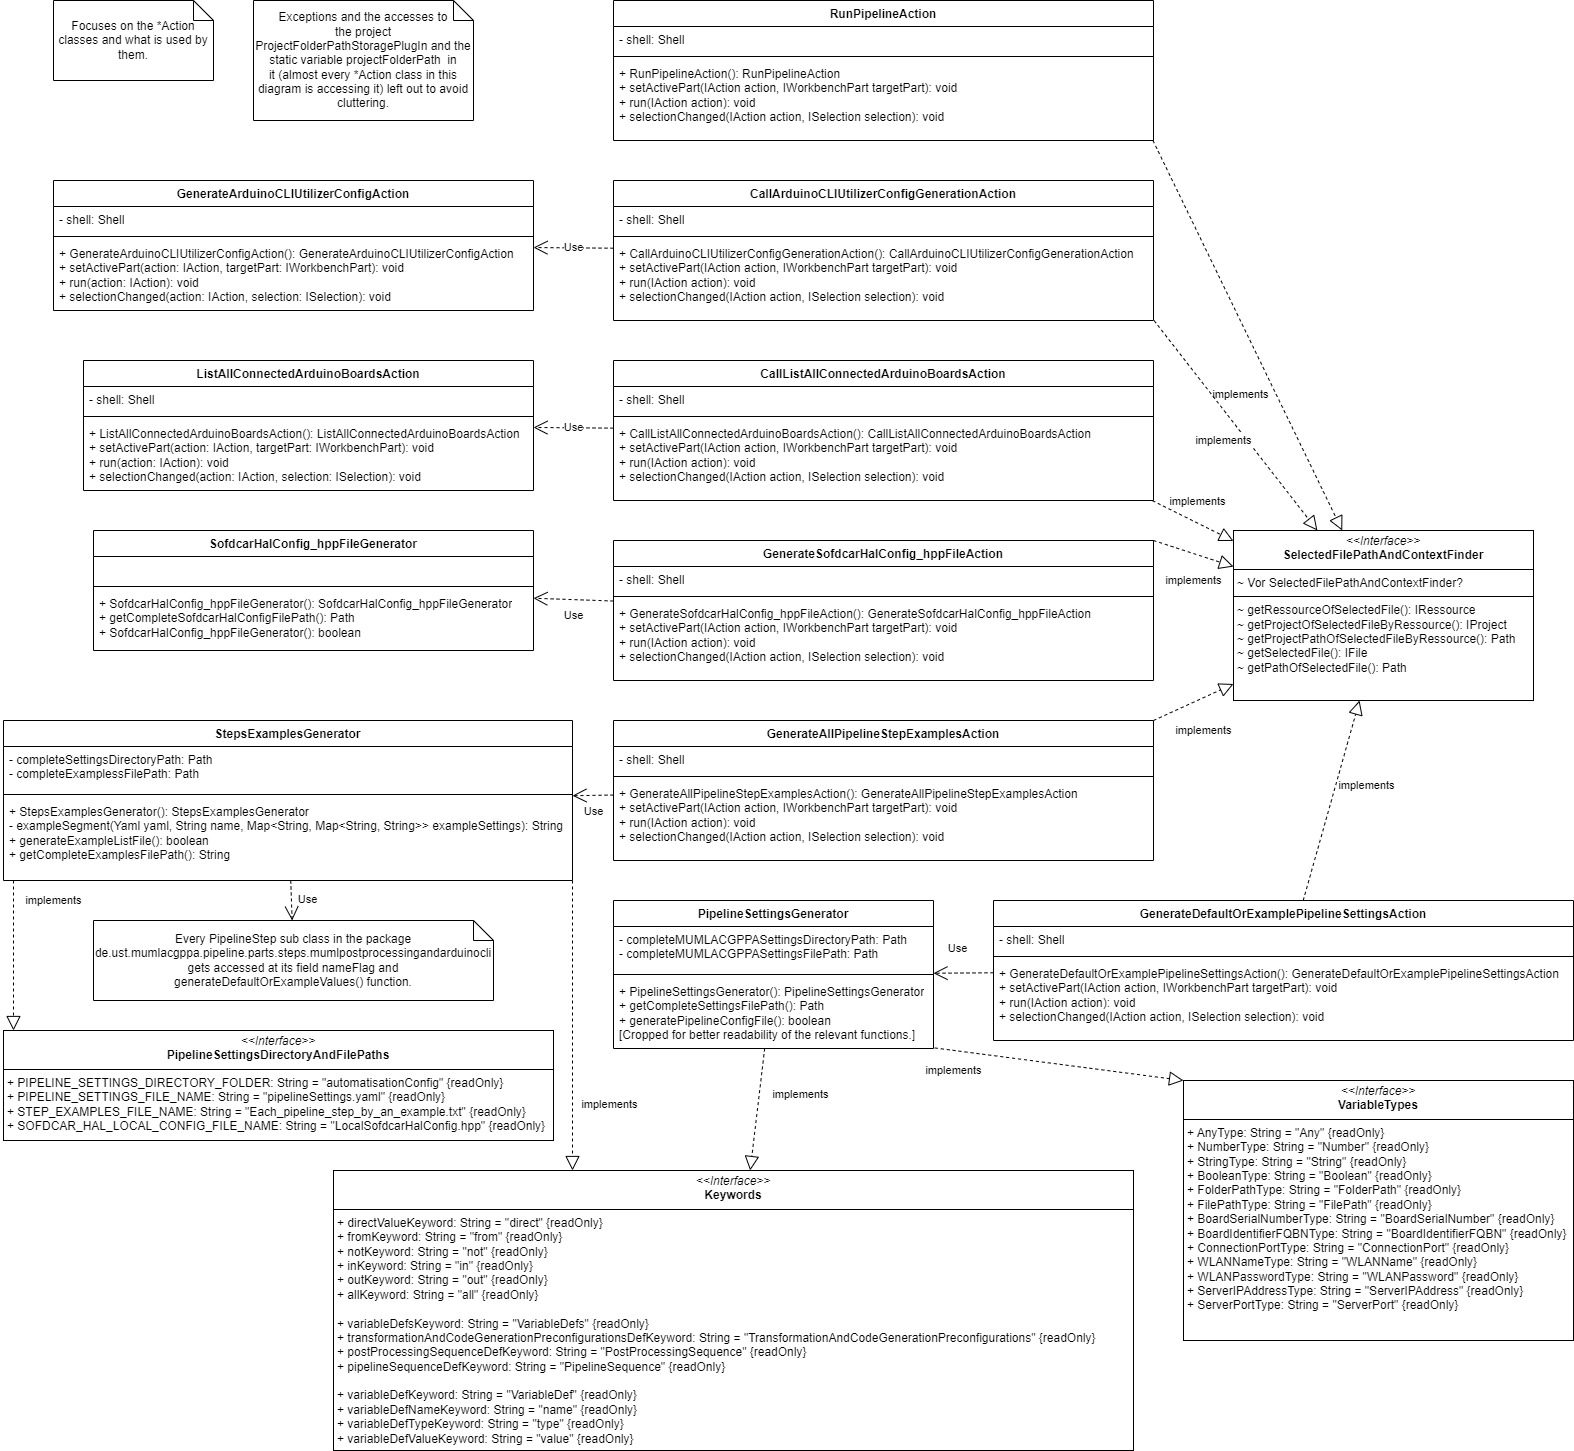 Focuses on the *Action
classes and what is used by
them.
Exceptions and the accesses to
the project
ProjectFolderPathStoragePlugIn and the
static variable projectFolderPath  in
it (almost every *Action class in this
diagram is accessing it) left out to avoid
cluttering.
RunPipelineAction
- shell: Shell
+ RunPipelineAction(): RunPipelineAction
+ setActivePart(IAction action, IWorkbenchPart targetPart): void
+ run(IAction action): void
+ selectionChanged(IAction action, ISelection selection): void
GenerateArduinoCLIUtilizerConfigAction
- shell: Shell
+ GenerateArduinoCLIUtilizerConfigAction(): GenerateArduinoCLIUtilizerConfigAction
+ setActivePart(action: IAction, targetPart: IWorkbenchPart): void
+ run(action: IAction): void
+ selectionChanged(action: IAction, selection: ISelection): void
Use
CallArduinoCLIUtilizerConfigGenerationAction
- shell: Shell
+ CallArduinoCLIUtilizerConfigGenerationAction(): CallArduinoCLIUtilizerConfigGenerationAction
+ setActivePart(IAction action, IWorkbenchPart targetPart): void
+ run(IAction action): void
+ selectionChanged(IAction action, ISelection selection): void
implements
implements
ListAllConnectedArduinoBoardsAction
- shell: Shell
+ ListAllConnectedArduinoBoardsAction(): ListAllConnectedArduinoBoardsAction
+ setActivePart(action: IAction, targetPart: IWorkbenchPart): void
+ run(action: IAction): void
+ selectionChanged(action: IAction, selection: ISelection): void
Use
CallListAllConnectedArduinoBoardsAction
- shell: Shell
+ CallListAllConnectedArduinoBoardsAction(): CallListAllConnectedArduinoBoardsAction
+ setActivePart(IAction action, IWorkbenchPart targetPart): void
+ run(IAction action): void
+ selectionChanged(IAction action, ISelection selection): void
implements
SofdcarHalConfig_hppFileGenerator
+ SofdcarHalConfig_hppFileGenerator(): SofdcarHalConfig_hppFileGenerator
+ getCompleteSofdcarHalConfigFilePath(): Path
+ SofdcarHalConfig_hppFileGenerator(): boolean
Use
GenerateSofdcarHalConfig_hppFileAction
- shell: Shell
+ GenerateSofdcarHalConfig_hppFileAction(): GenerateSofdcarHalConfig_hppFileAction
+ setActivePart(IAction action, IWorkbenchPart targetPart): void
+ run(IAction action): void
+ selectionChanged(IAction action, ISelection selection): void
implements
<<Interface>>
SelectedFilePathAndContextFinder
~ Vor SelectedFilePathAndContextFinder?
~ getRessourceOfSelectedFile(): IRessource
~ getProjectOfSelectedFileByRessource(): IProject
~ getProjectPathOfSelectedFileByRessource(): Path
~ getSelectedFile(): IFile
~ getPathOfSelectedFile(): Path
StepsExamplesGenerator
- completeSettingsDirectoryPath: Path
- completeExamplessFilePath: Path
+ StepsExamplesGenerator(): StepsExamplesGenerator
- exampleSegment(Yaml yaml, String name, Map<String, Map<String, String>> exampleSettings): String
+ generateExampleListFile(): boolean
+ getCompleteExamplesFilePath(): String
Use
GenerateAllPipelineStepExamplesAction
- shell: Shell
+ GenerateAllPipelineStepExamplesAction(): GenerateAllPipelineStepExamplesAction
+ setActivePart(IAction action, IWorkbenchPart targetPart): void
+ run(IAction action): void
+ selectionChanged(IAction action, ISelection selection): void
implements
implements
implements
Use
Every PipelineStep sub class in the package
de.ust.mumlacgppa.pipeline.parts.steps.mumlpostprocessingandarduinocli
gets accessed at its field nameFlag and
generateDefaultOrExampleValues() function.
PipelineSettingsGenerator
- completeMUMLACGPPASettingsDirectoryPath: Path
- completeMUMLACGPPASettingsFilePath: Path
+ PipelineSettingsGenerator(): PipelineSettingsGenerator
+ getCompleteSettingsFilePath(): Path
+ generatePipelineConfigFile(): boolean
[Cropped for better readability of the relevant functions.]
Use
GenerateDefaultOrExamplePipelineSettingsAction
- shell: Shell
+ GenerateDefaultOrExamplePipelineSettingsAction(): GenerateDefaultOrExamplePipelineSettingsAction
+ setActivePart(IAction action, IWorkbenchPart targetPart): void
+ run(IAction action): void
+ selectionChanged(IAction action, ISelection selection): void
<<Interface>>
PipelineSettingsDirectoryAndFilePaths
+ PIPELINE_SETTINGS_DIRECTORY_FOLDER: String = "automatisationConfig" {readOnly}
+ PIPELINE_SETTINGS_FILE_NAME: String = "pipelineSettings.yaml" {readOnly}
+ STEP_EXAMPLES_FILE_NAME: String = "Each_pipeline_step_by_an_example.txt" {readOnly}
+ SOFDCAR_HAL_LOCAL_CONFIG_FILE_NAME: String = "LocalSofdcarHalConfig.hpp" {readOnly}
implements
implements
implements
<<Interface>>
VariableTypes
+ AnyType: String = "Any" {readOnly}
+ NumberType: String = "Number" {readOnly}
+ StringType: String = "String" {readOnly}
+ BooleanType: String = "Boolean" {readOnly}
+ FolderPathType: String = "FolderPath" {readOnly}
+ FilePathType: String = "FilePath" {readOnly}
+ BoardSerialNumberType: String = "BoardSerialNumber" {readOnly}
+ BoardIdentifierFQBNType: String = "BoardIdentifierFQBN" {readOnly}
+ ConnectionPortType: String = "ConnectionPort" {readOnly}
+ WLANNameType: String = "WLANName" {readOnly}
+ WLANPasswordType: String = "WLANPassword" {readOnly}
+ ServerIPAddressType: String = "ServerIPAddress" {readOnly}
+ ServerPortType: String = "ServerPort" {readOnly}
<<Interface>>
Keywords
+ directValueKeyword: String = "direct" {readOnly}
+ fromKeyword: String = "from" {readOnly}
+ notKeyword: String = "not" {readOnly}
+ inKeyword: String = "in" {readOnly}
+ outKeyword: String = "out" {readOnly}
+ allKeyword: String = "all" {readOnly}
+ variableDefsKeyword: String = "VariableDefs" {readOnly}
+ transformationAndCodeGenerationPreconfigurationsDefKeyword: String = "TransformationAndCodeGenerationPreconfigurations" {readOnly}
+ postProcessingSequenceDefKeyword: String = "PostProcessingSequence" {readOnly}
+ pipelineSequenceDefKeyword: String = "PipelineSequence" {readOnly}
+ variableDefKeyword: String = "VariableDef" {readOnly}
+ variableDefNameKeyword: String = "name" {readOnly}
+ variableDefTypeKeyword: String = "type" {readOnly}
+ variableDefValueKeyword: String = "value" {readOnly}